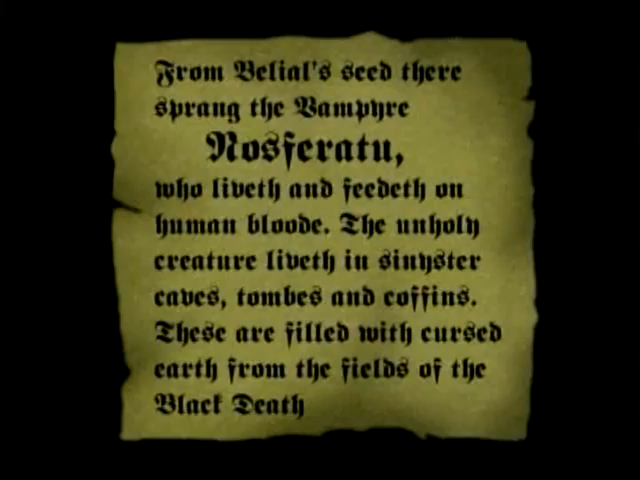 From Belial's seed there
sprang the Vampyre
Nosferatu,
who liveth and feedeth on
human bloode. The unholy
creature liveth in sinyster
caves, tombes and coffins.
These are filled with cursed
earth from the fields of the
Black Death